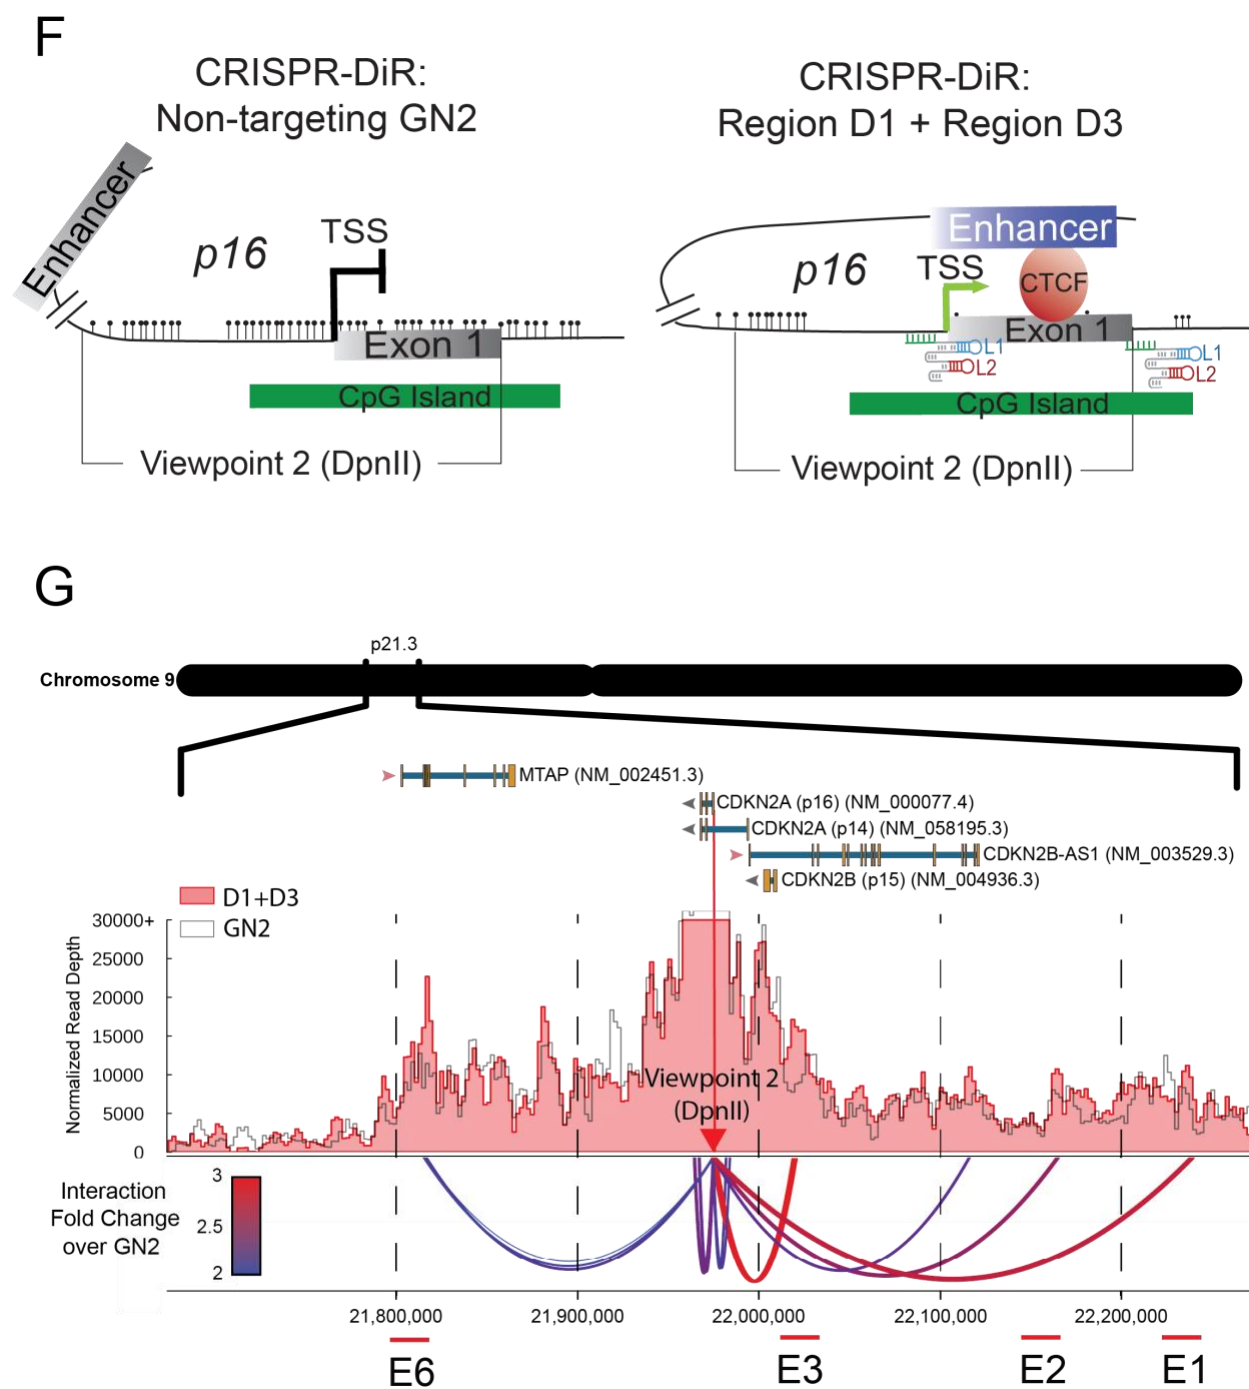 F
CRISPR-DiR:
Non-targeting GN2
Enhancer
p16
TSS
Exon 1
CpG Island
Viewpoint 2 (DpnII)
CRISPR-DiR:
Region D1 + Region D3
Enhancer
p16
TSS
CTCF
Exon 1
L1
L2
L1
L2
CpG Island
Viewpoint 2 (DpnII)
G
p21.3
Chromosome 9
MTAP (NM_002451.3)
CDKN2A (p16) (NM_000077.4)
CDKN2A (p14) (NM_058195.3)
CDKN2B-AS1 (NM_003529.3)
CDKN2B (p15) (NM_004936.3)
D1+D3
GN2
Normalized Read Depth
30000+
25000
20000
15000
10000
5000
0
Viewpoint 2
(DpnII)
Interaction
Fold Change
over GN2
3
2.5
2
21,800,000 21,900,000 22,000,000 22,100,000 22,200,000
E6 E3 E2 E1